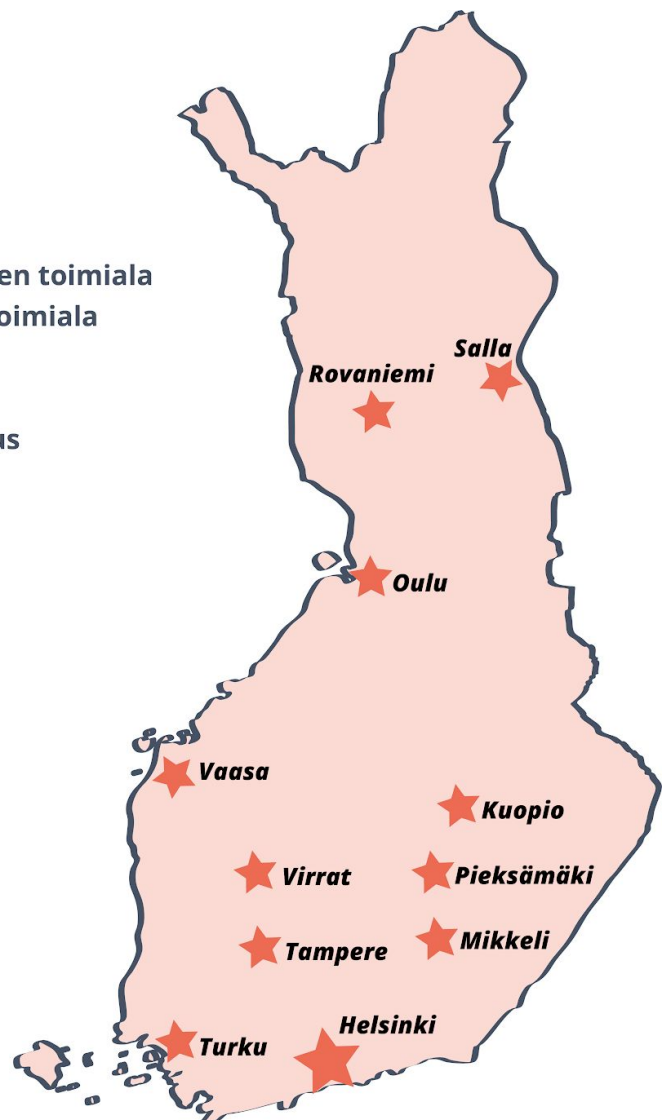 en toimiala
oimiala
us
Salla
Rovaniemi
Oulu
Vaasa
Kuopio
Virrat
Pieksämäki
Tampere
Mikkeli
Helsinki
Turku